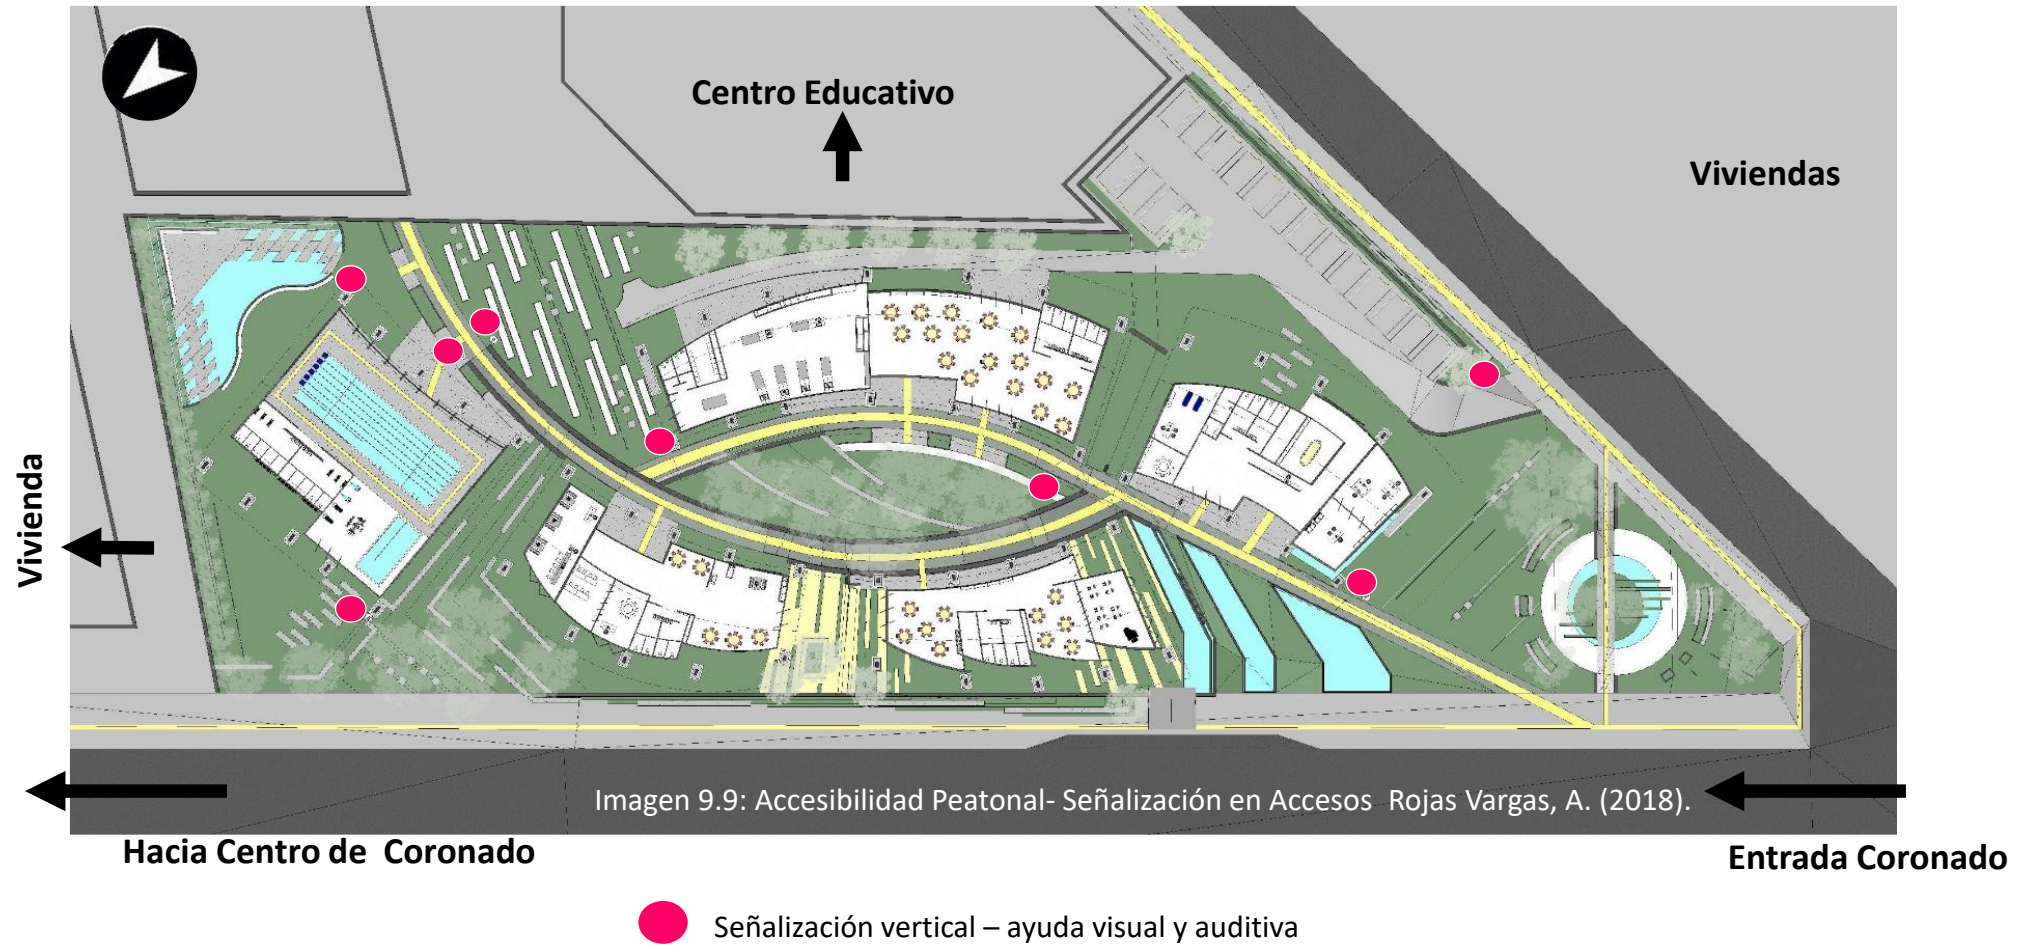 Centro Educativo
Viviendas
Vivienda
Imagen 9.9: Accesibilidad Peatonal- Señalización en Accesos Rojas Vargas, A. (2018).
Hacia Centro de Coronado
Entrada Coronado
Señalización vertical – ayuda visual y auditiva